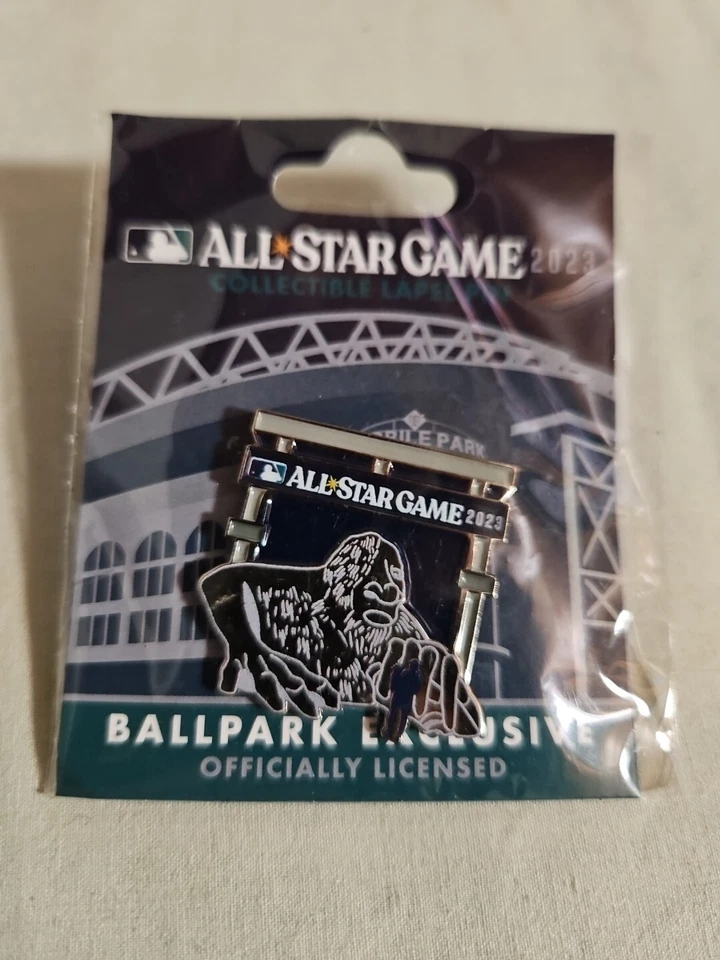 ALL STAR GAME 2023
COLLECTIBLE LAPEL PIN
MOBILE PARK
ALL STAR GAME 2023
BALLPARK EXCLUSIVE
OFFICIALLY LICENSED